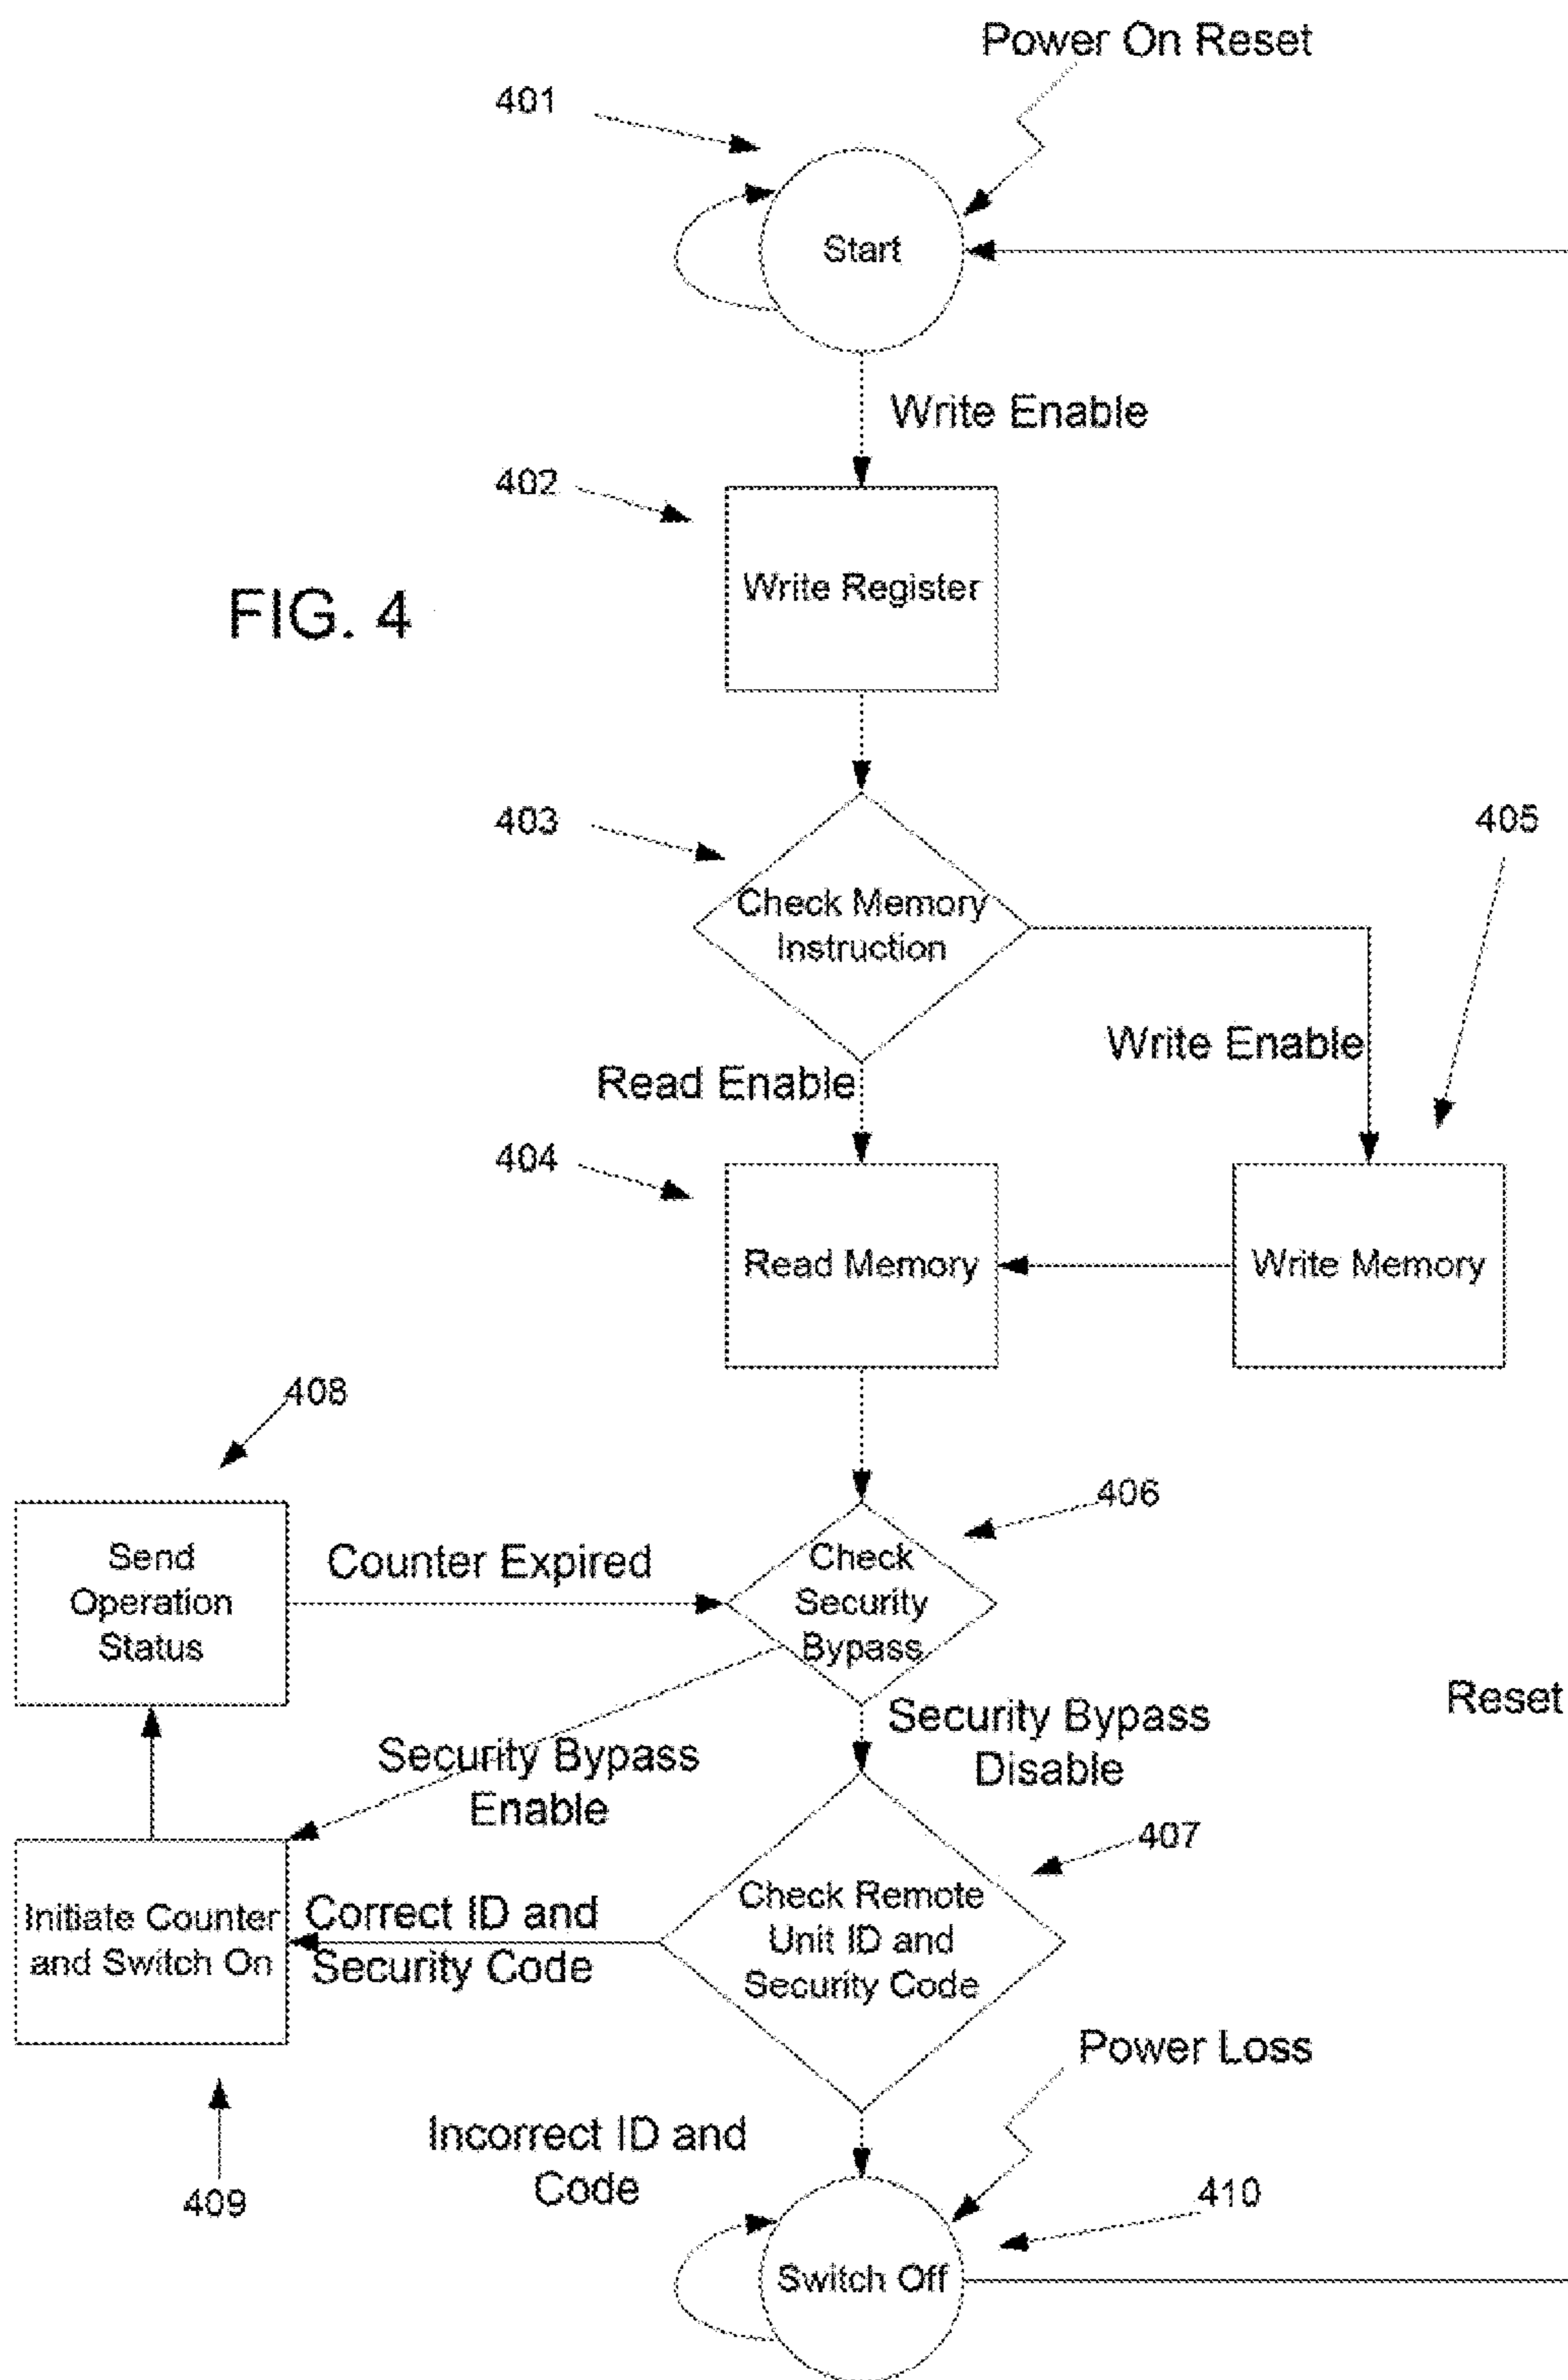 Power On Reset
401
Start
Write Enable
402
Write Register
FIG. 4
403
405
Check Memory
Instruction
Write Enable
Read Enable
404
Read Memory
Write Memory
408
406
Send
Operation
Status
Counter Expired
Check
Security
Bypass
Reset
Security Bypass
Disable
Security Bypass
Enable
407
Initiate Counter
and Switch On
Correct ID and
Security Code
Check Remote
Unit ID and
Security Code
Power Loss
Incorrect ID and
Code
409
410
Switch Off